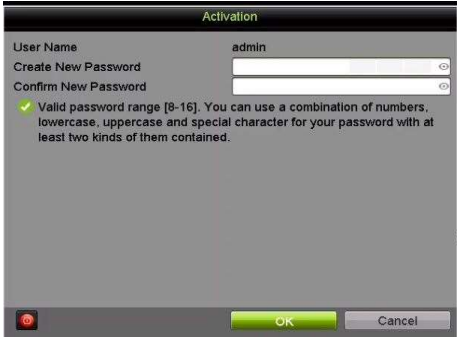 Activation
User Name admin
Create New Password
Confirm New Password
Valid password range [8-16]. You can use a combination of numbers,
lowercase, uppercase and special character for your password with at
least two kinds of them contained.
OK Cancel